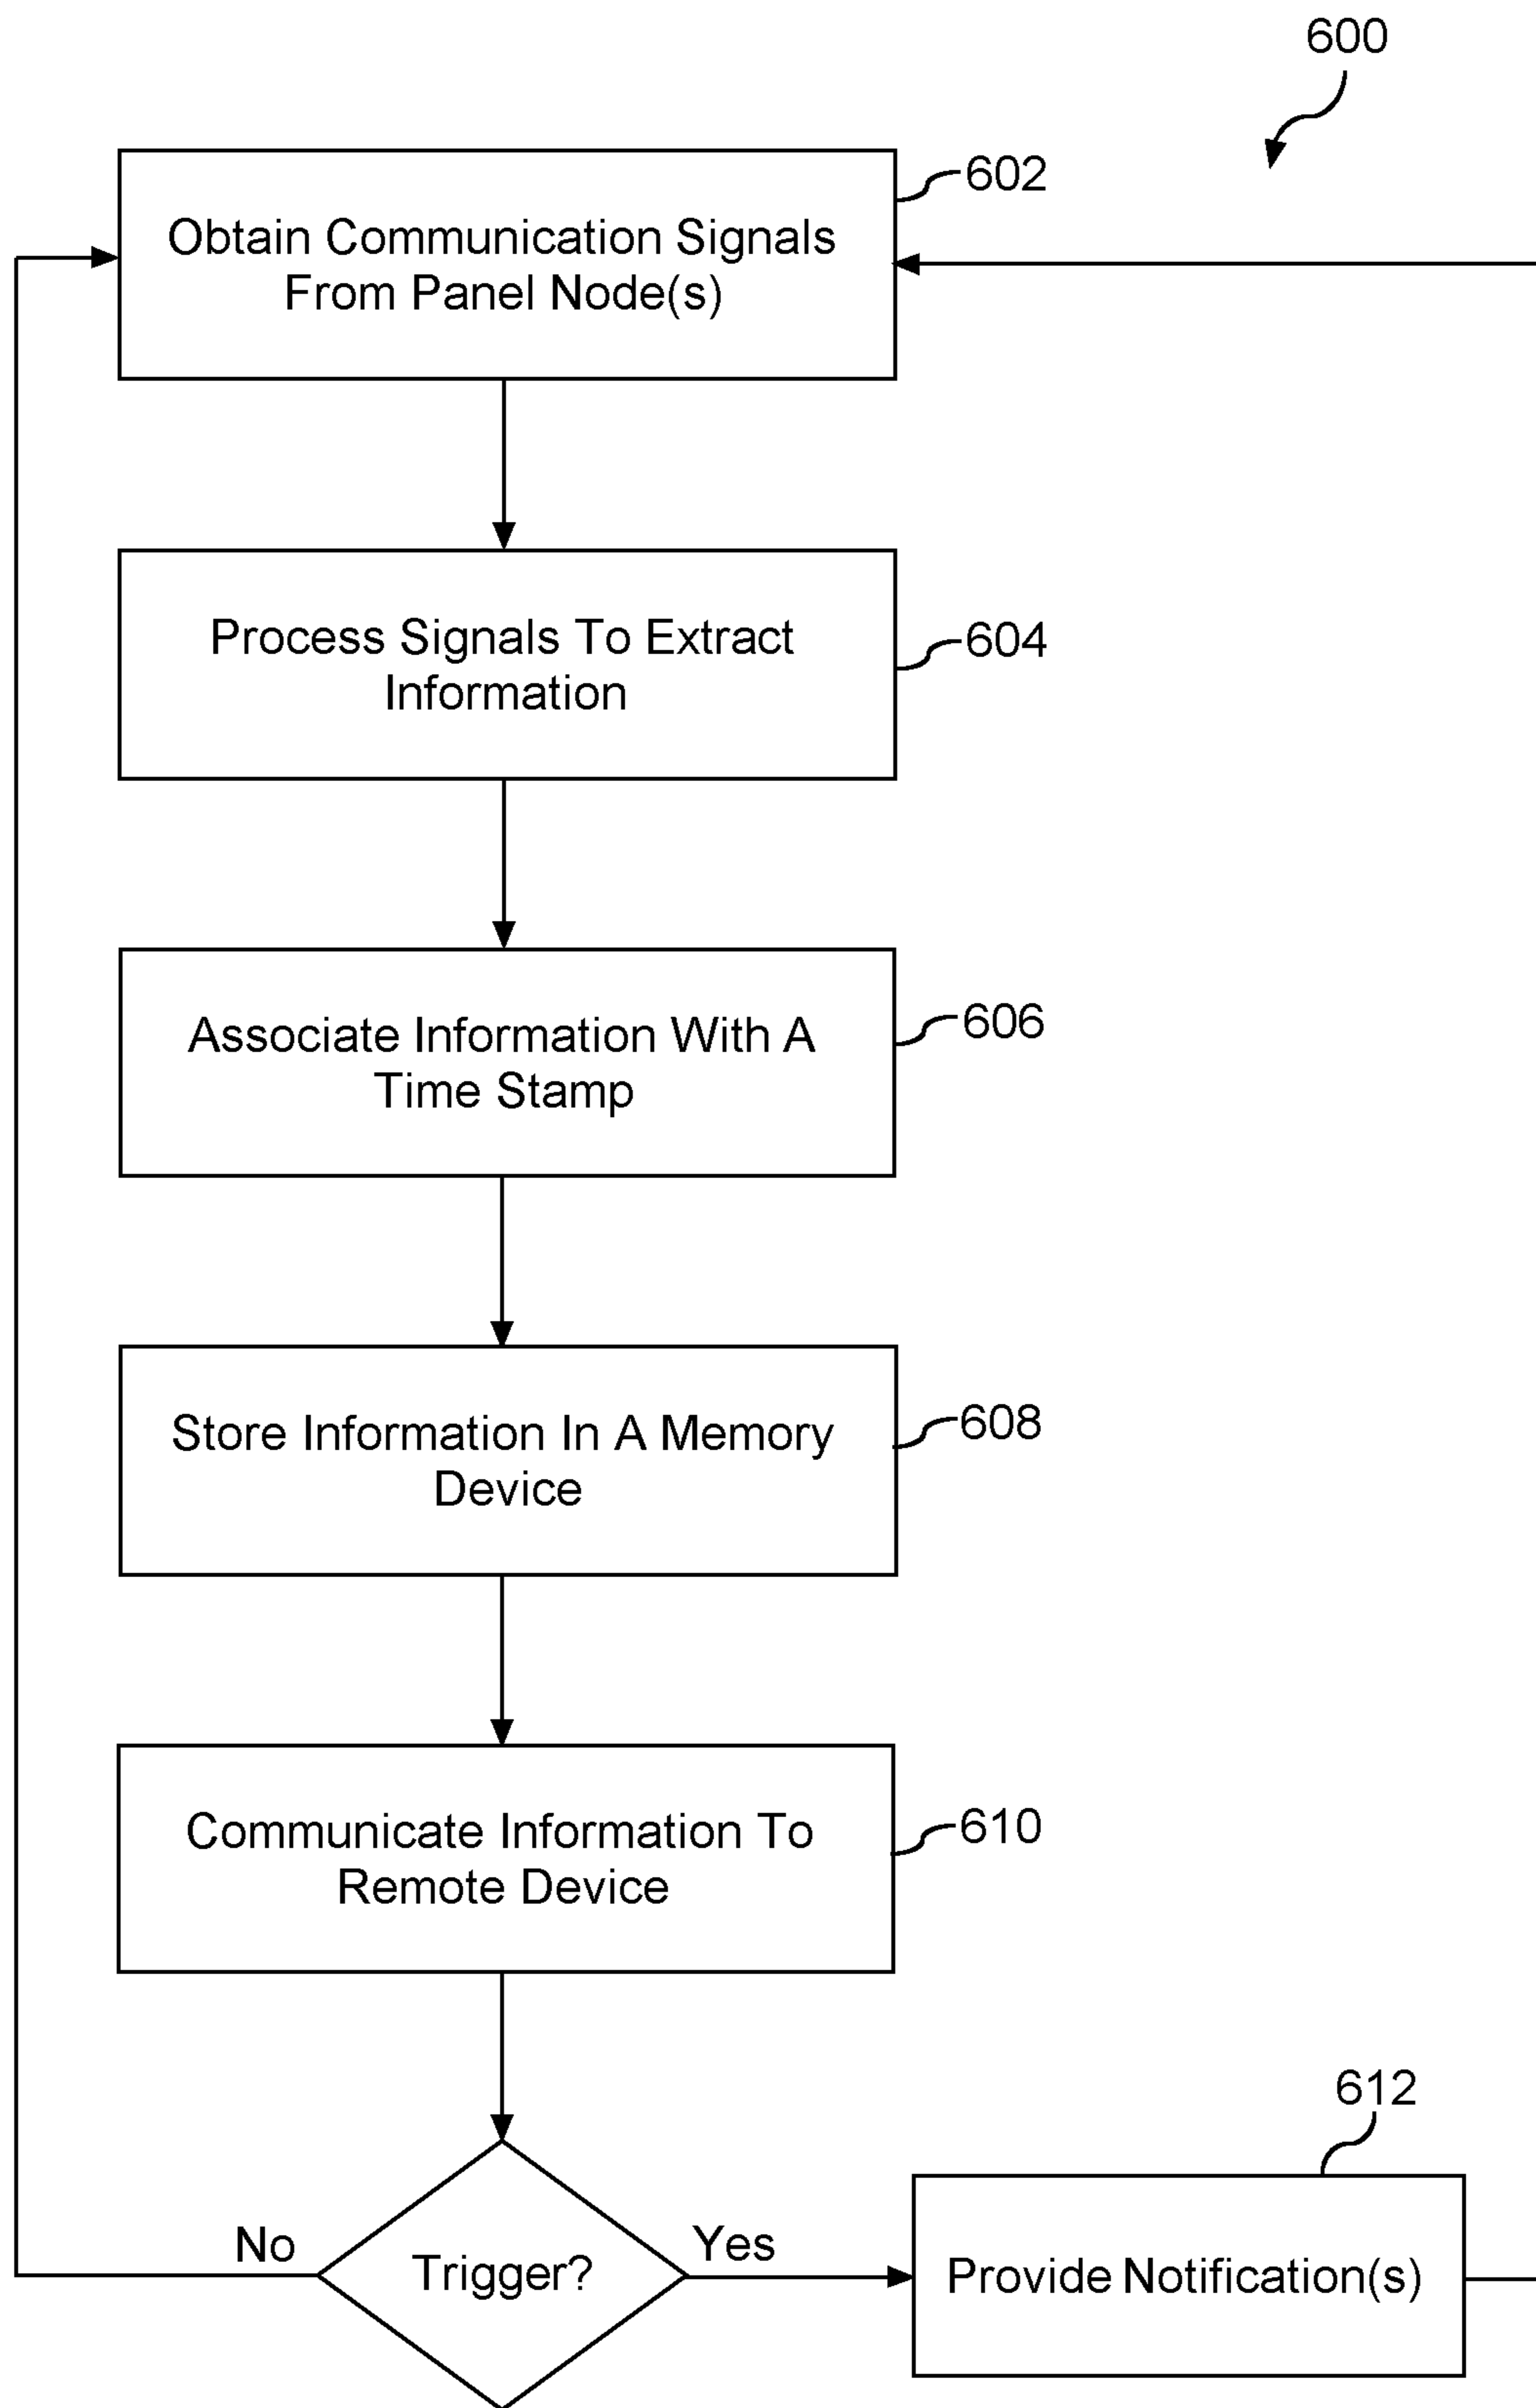 600
602
Obtain Communication Signals
From Panel Node(s)
Process Signals To Extract
Information
604
Associate Information With A
Time Stamp
606
Store Information In A Memory
Device
608
Communicate Information To
Remote Device
610
612
No
Trigger?
Yes
Provide Notification(s)